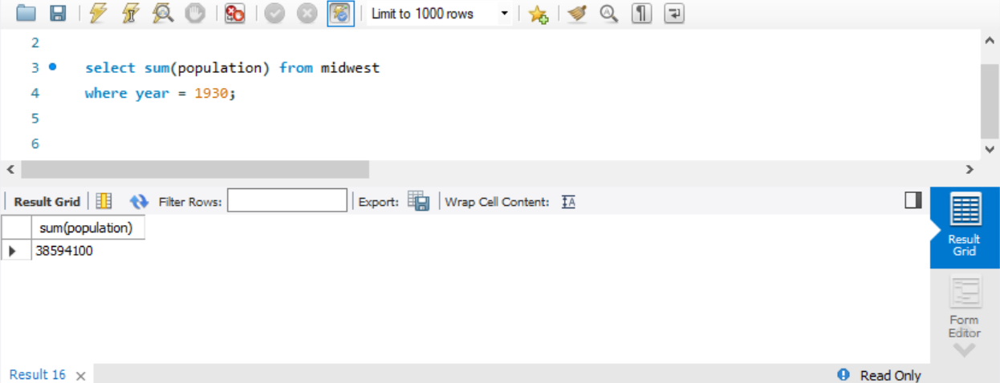 Limit to 1000 rows
2
3 select sum(population) from midwest
4 where year = 1930;
5
6
Result Grid Filter Rows: Export: Wrap Cell Content: IA
sum(population)
38594100
Result
Grid
Form
Editor
Result 16 × Read Only